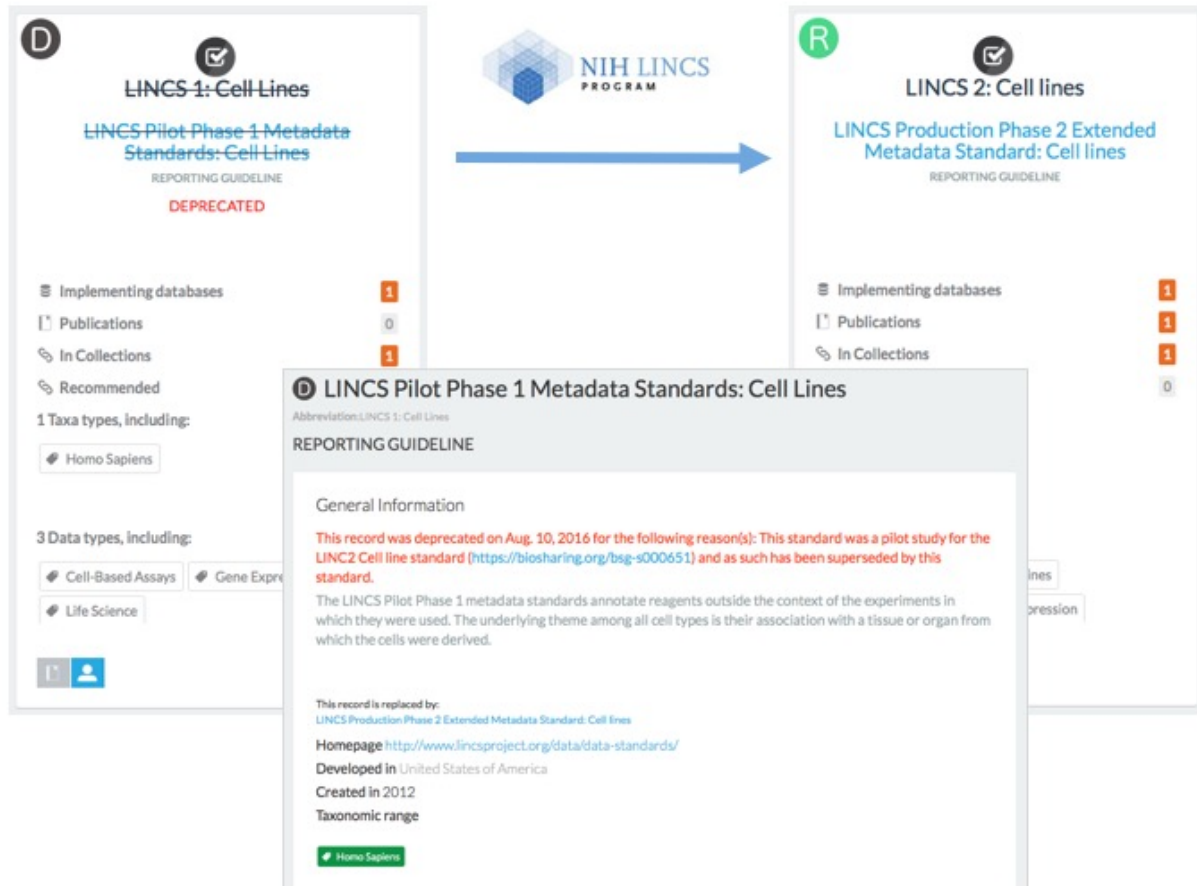 D
LINCS 1: Cell Lines
LINCS Pilot Phase 1 Metadata
Standards: Cell Lines
REPORTING GUIDELINE
DEPRECATED
Implementing databases 1
Publications 0
In Collections 1
Recommended
1 Taxa types, including:
Homo Sapiens
3 Data types, including:
Cell-Based Assays Gene Expre
Life Science
NIH LINCS
PROGRAM
R
LINCS 2: Cell lines
LINCS Production Phase 2 Extended
Metadata Standard: Cell lines
REPORTING GUIDELINE
Implementing databases 1
Publications 1
In Collections 1
0
ines
pression
D LINCS Pilot Phase 1 Metadata Standards: Cell Lines
Abbreviation:LINCS 1: Cell Lines
REPORTING GUIDELINE
General Information
This record was deprecated on Aug. 10, 2016 for the following reason(s): This standard was a pilot study for the
LINC2 Cell line standard (https://biosharing.org/bsg-s000651) and as such has been superseded by this
standard.
The LINCS Pilot Phase 1 metadata standards annotate reagents outside the context of the experiments in
which they were used. The underlying theme among all cell types is their association with a tissue or organ from
which the cells were derived.
This record is replaced by:
LINCS Production Phase 2 Extended Metadata Standard: Cell lines
Homepage http://www.lincsproject.org/data/data-standards/
Developed in United States of America
Created in 2012
Taxonomic range
Homo Sapiens